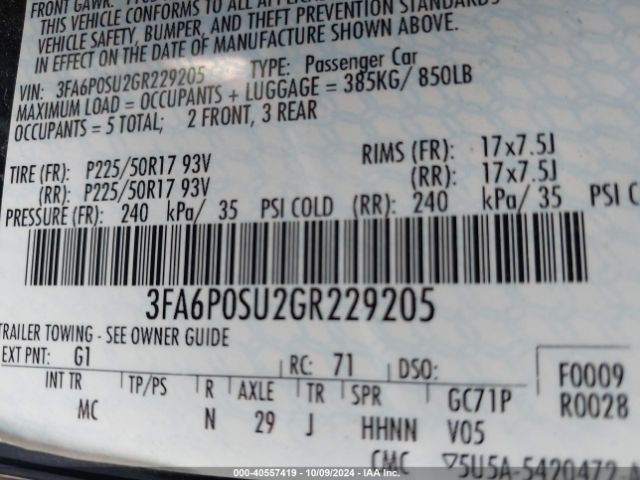 FRONT GAWR:
THIS VEHICLE CONFORMS TO ALL
VEHICLE SAFETY, BUMPER, AND THEFT PREVENTION STANDARDS
IN EFFECT ON THE DATE OF MANUFACTURE SHOWN ABOVE.
VIN: 3FA6P0SU2GR229205 TYPE: Passenger Car
MAXIMUM LOAD = OCCUPANTS + LUGGAGE = 385KG/ 850LB
OCCUPANTS = 5 TOTAL; 2 FRONT, 3 REAR
TIRE (FR): P225/50R17 93V RIMS (FR): 17x7.5J
(RR): P225/50R17 93V (RR): 17x7.5J
PRESSURE (FR): 240 kPa/ 35 PSI COLD (RR): 240 kPa/ 35 PSI
3FA6P0SU2GR229205
TRAILER TOWING - SEE OWNER GUIDE
EXT PNT: G1 RC: 71 DSO: F0009
INT TR TP/PS R AXLE TR SPR GC71P R0028
MC N 29 J HHNN V05
CMC 5U5A-5420472-A
000-40557419 - 10/09/2024 - IAA Inc.